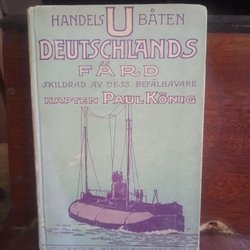 HANDELS U BÅTEN
DEUTSCHLANDS
FÄRD
SKILDRAD AV DESS BEFÄLHAVARE
KAPTEN PAUL KÖNIG